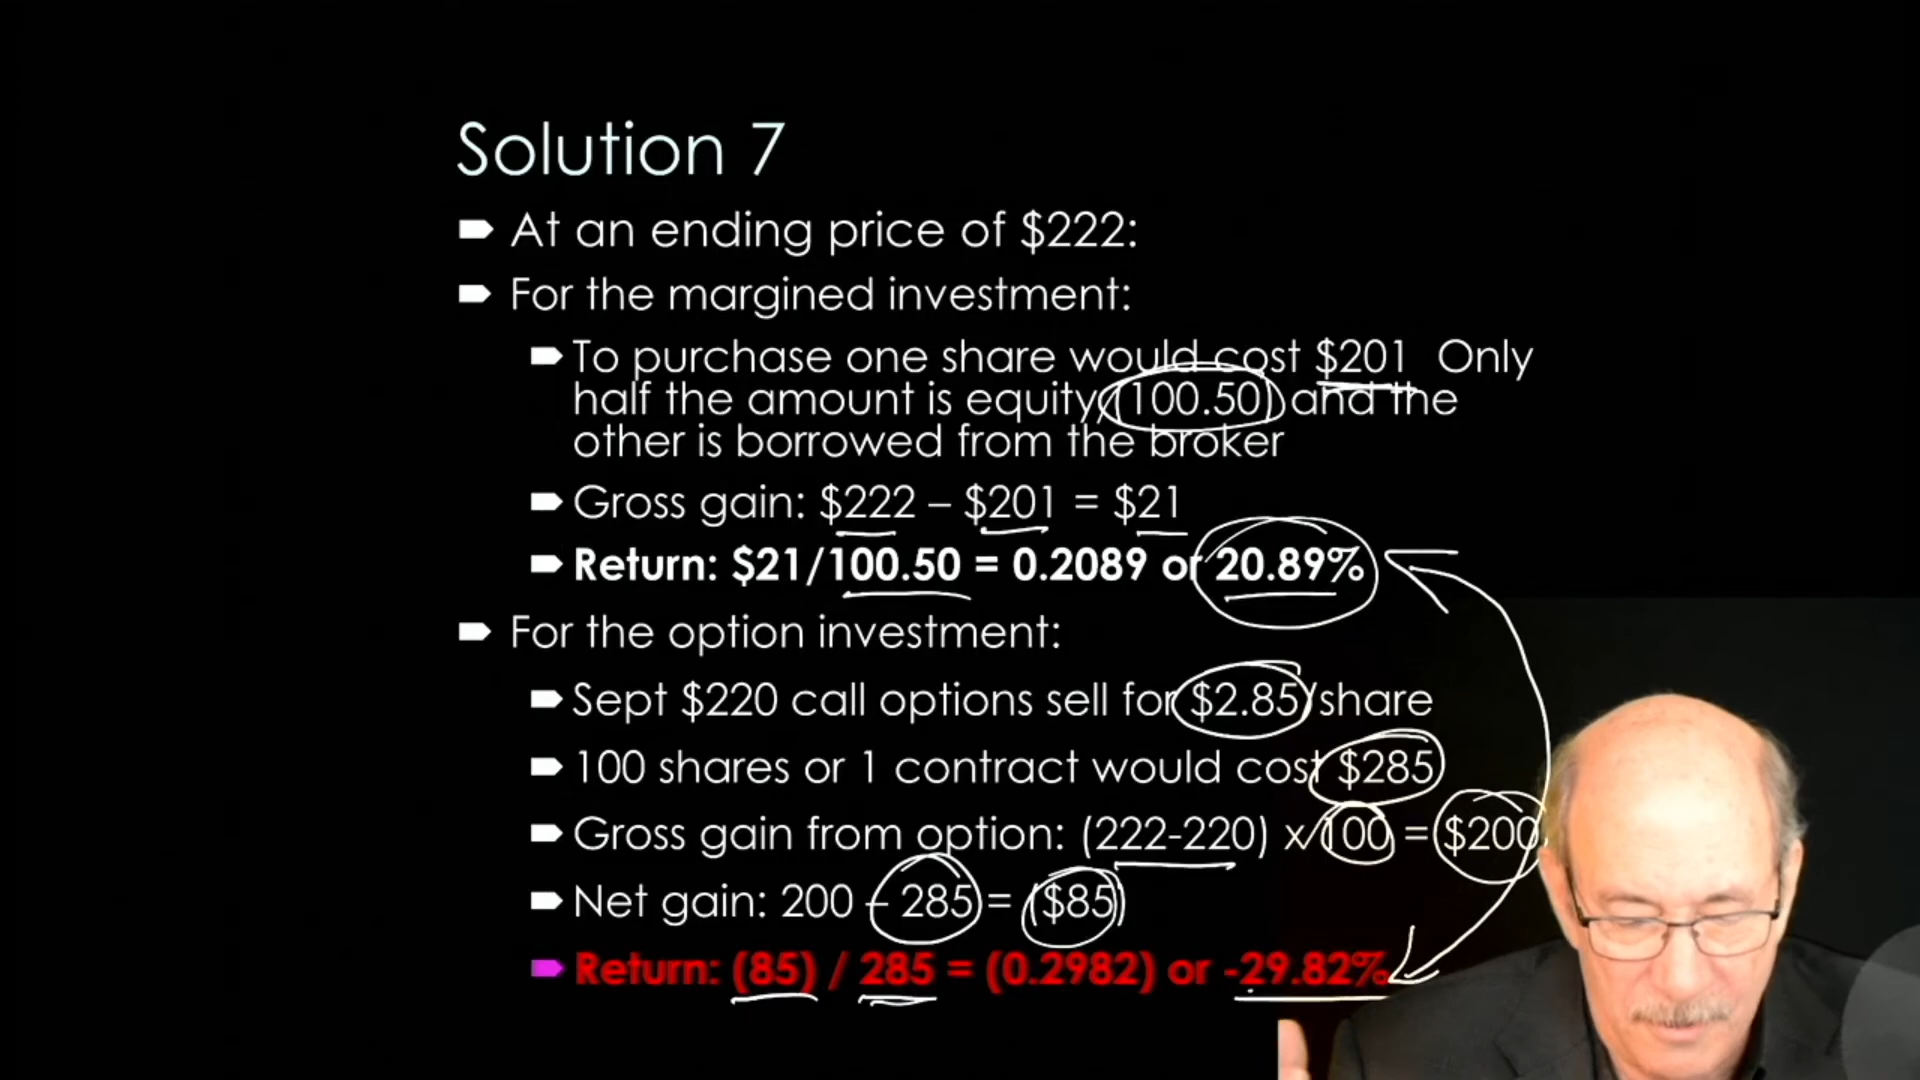 Solution 7
At an ending price of $222:
For the margined investment:
To purchase one share would cost $201 Only
half the amount is equity (100.50) and the
other is borrowed from the broker
Gross gain: $222 – $201 = $21
Return: $21/100.50 = 0.2089 or 20.89%
For the option investment:
Sept $220 call options sell for $2.85/share
100 shares or 1 contract would cost $285
Gross gain from option: (222-220) x 100 = $200
Net gain: 200 – 285 = ($85)
Return: (85) / 285 = (0.2982) or -29.82%